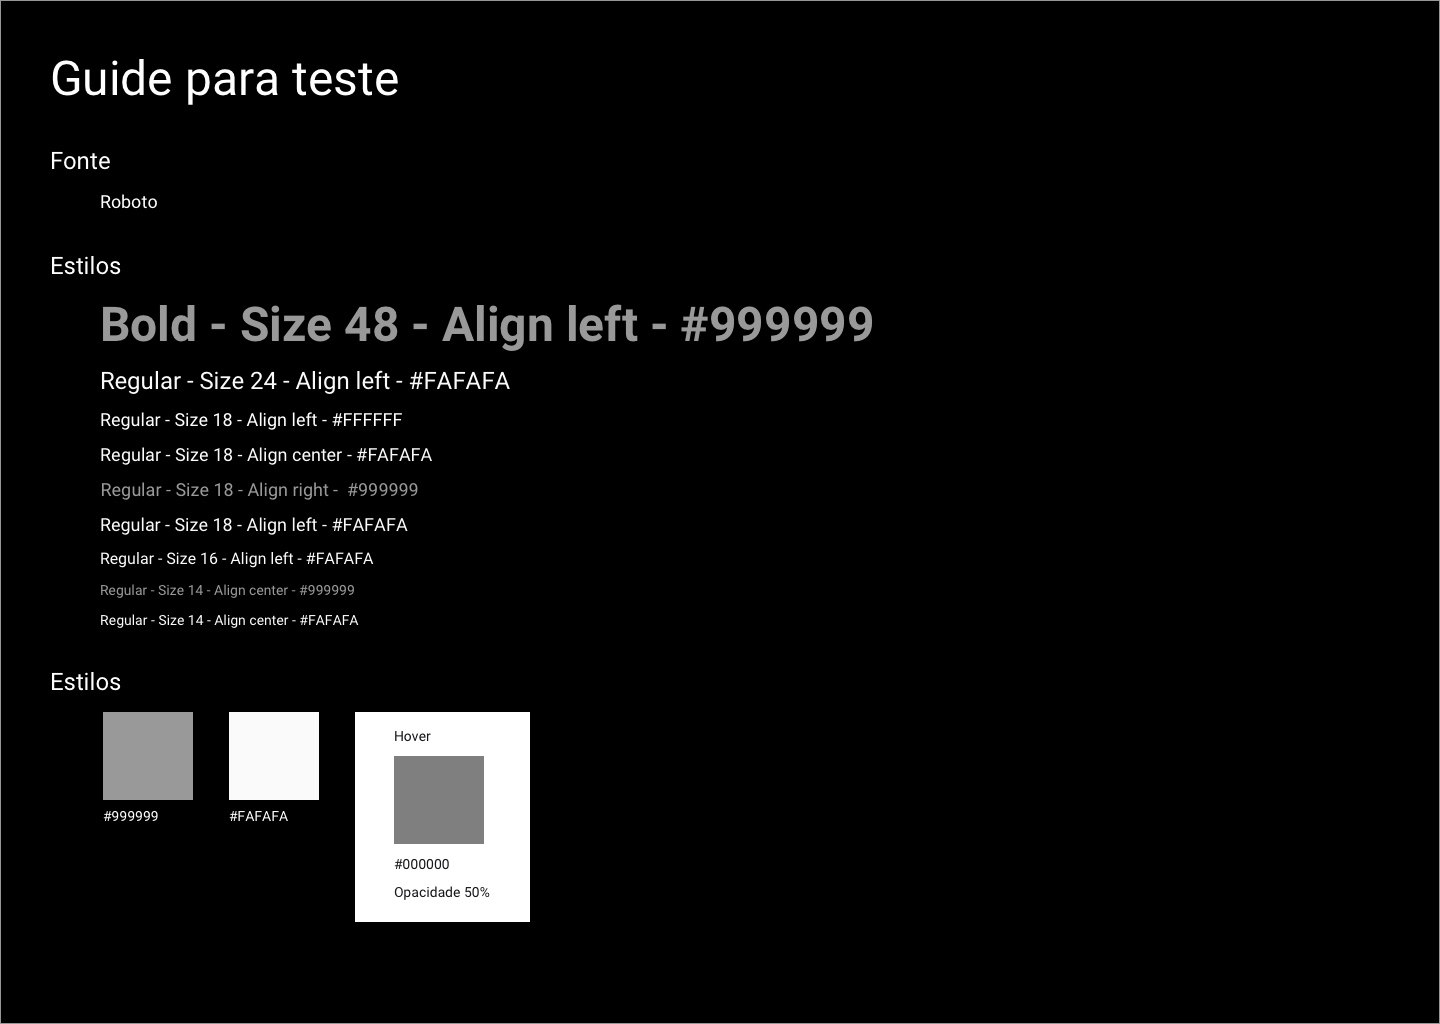 Guide para teste
Fonte
Roboto
Estilos
Bold - Size 48 - Align left - #999999
Regular - Size 24 - Align left - #FAFAFA
Regular - Size 18 - Align left - #FFFFFF
Regular - Size 18 - Align center - #FAFAFA
Regular - Size 18 - Align right -  #999999
Regular - Size 18 - Align left - #FAFAFA
Regular - Size 16 - Align left - #FAFAFA
Regular - Size 14 - Align center - #999999
Regular - Size 14 - Align center - #FAFAFA
Estilos
#999999
#FAFAFA
Hover
#000000
Opacidade 50%